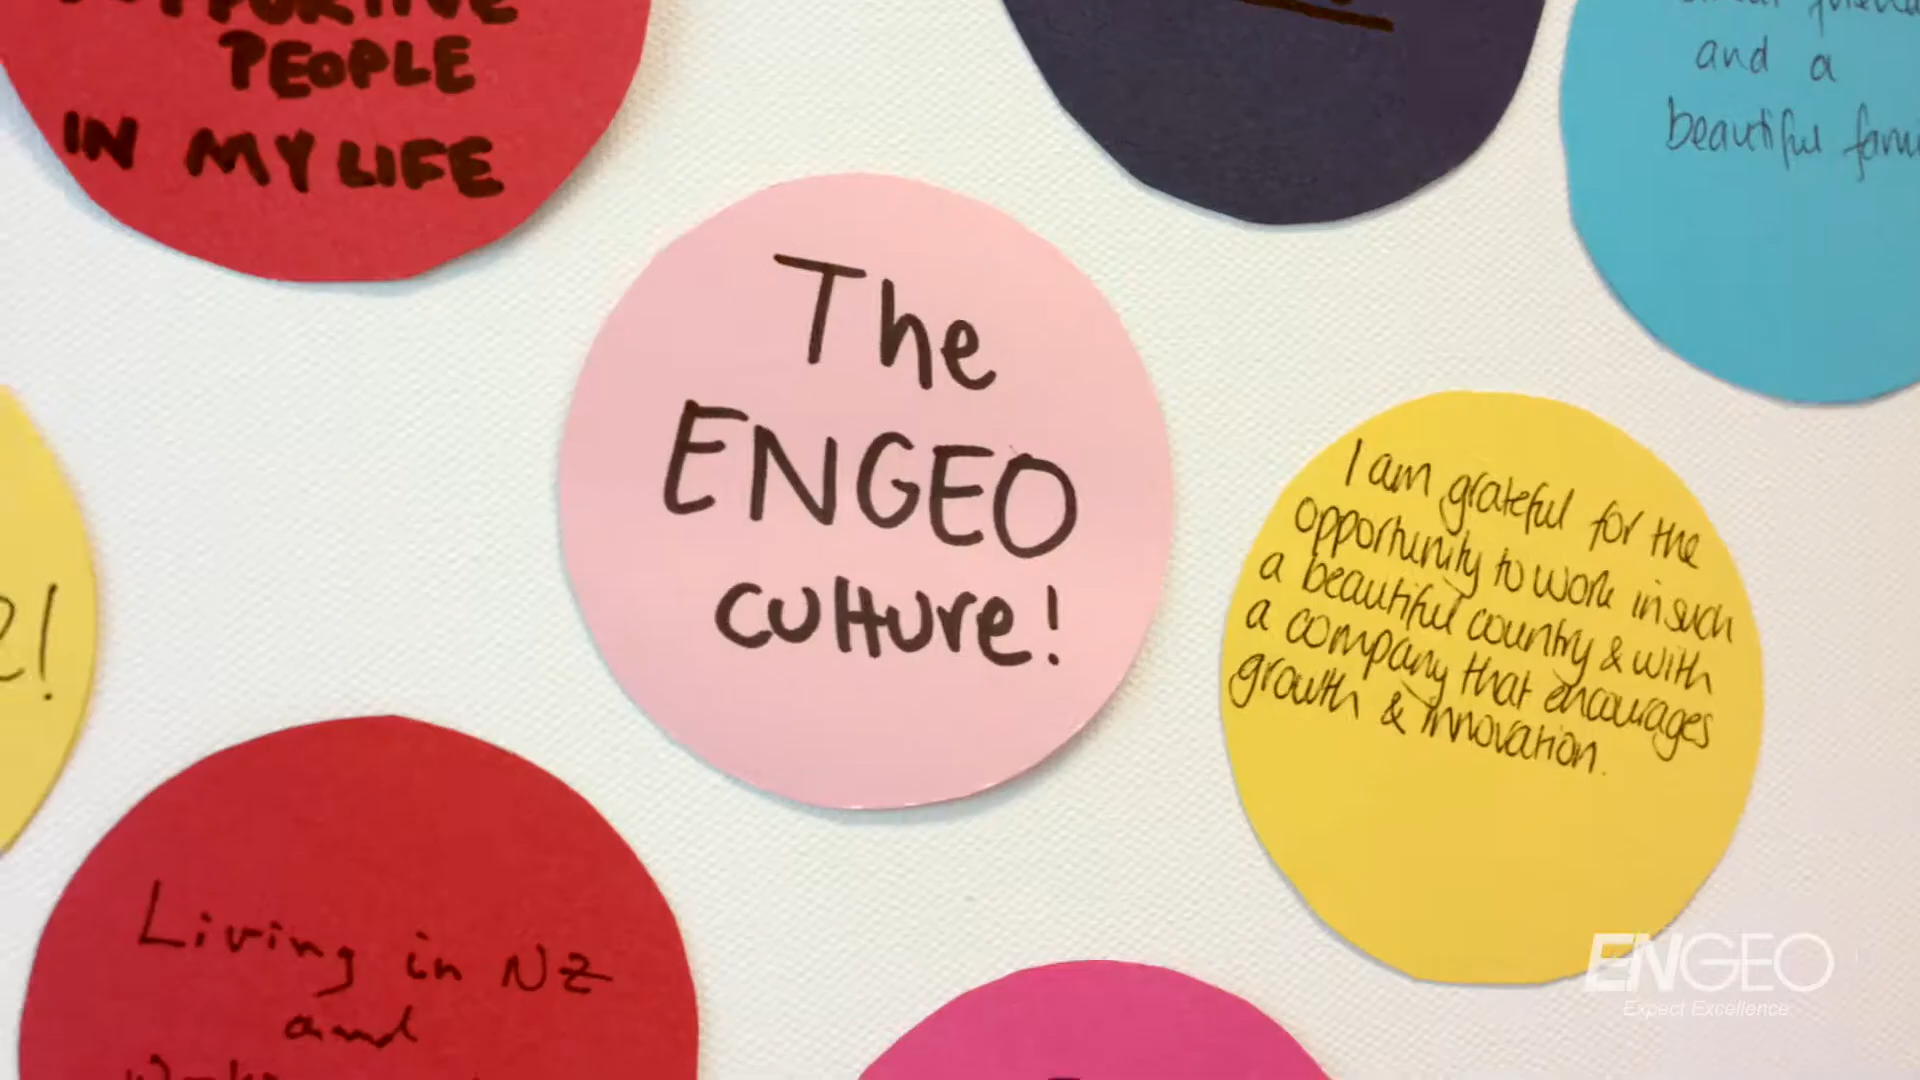 PEOPLE
IN MY LIFE
and a
beautiful
The
ENGEO
culture!
I am grateful for the
opportunity to work in such
a beautiful country & with
a company that encourages
growth & innovation.
Living in NZ
and
ENGEO
Expect Excellence